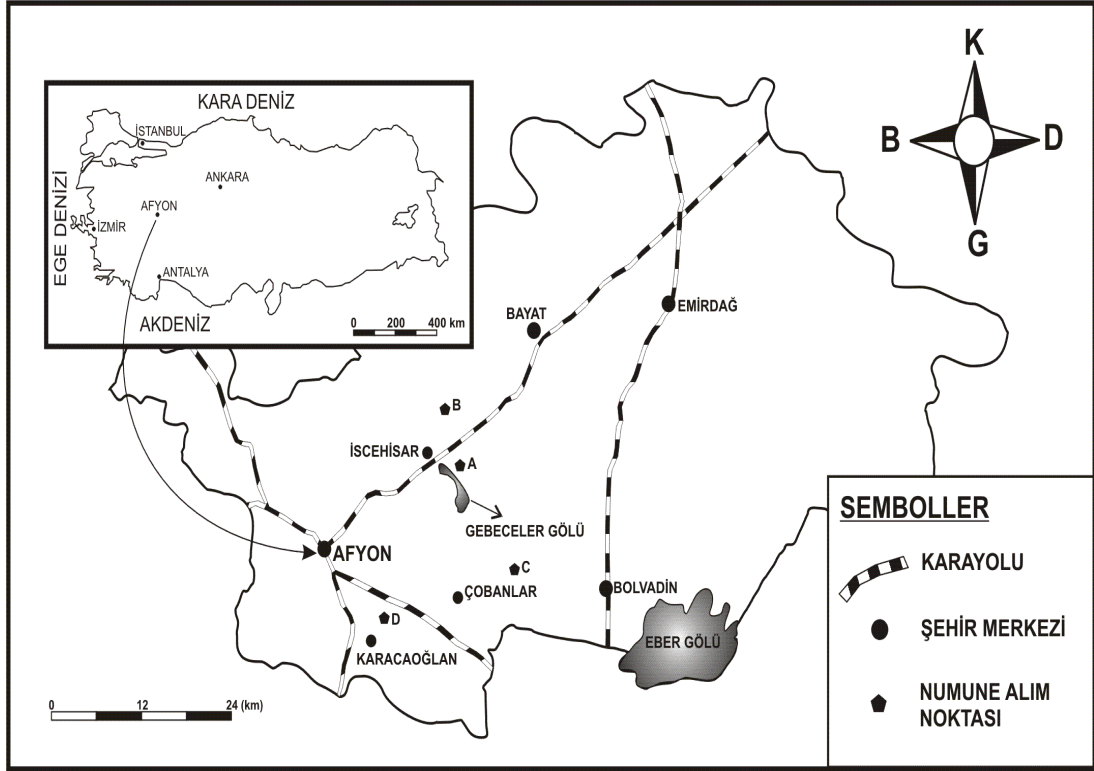 KARA DENİZ
İSTANBUL
ANKARA
AFYON
İZMİR
EGE DENİZİ
ANTALYA
AKDENİZ
0 200 400 km
K
B
D
G
EMİRDAĞ
BAYAT
B
İSCEHİSAR
A
GEBECELER GÖLÜ
AFYON
C
ÇOBANLAR
BOLVADİN
D
KARACAOĞLAN
EBER GÖLÜ
0 12 24 (km)
SEMBOLLER
KARAYOLU
ŞEHİR MERKEZİ
NUMUNE ALIM
NOKTASI